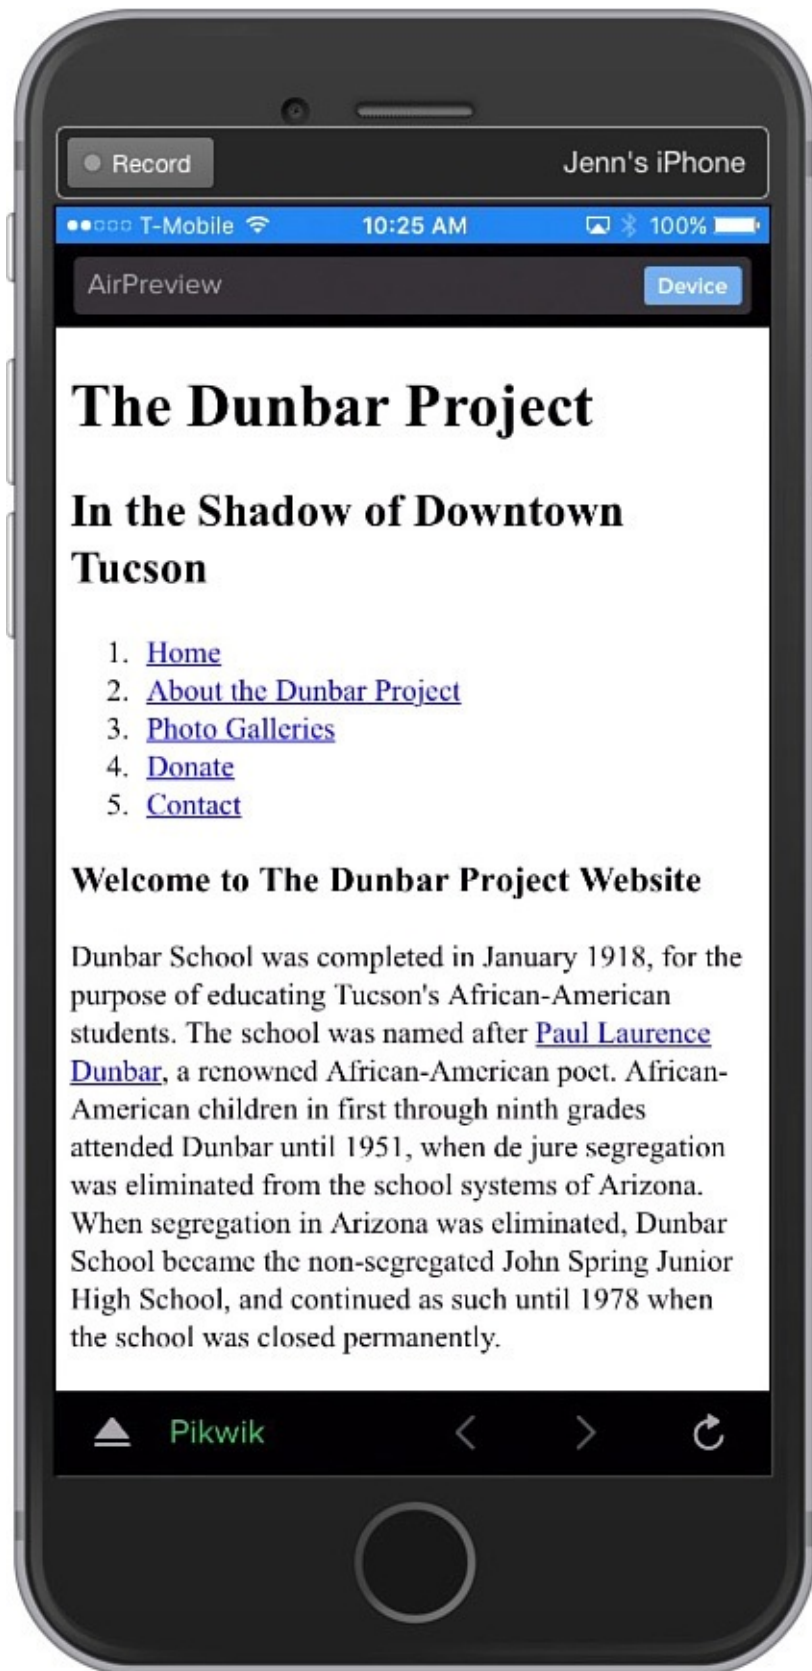 Record Jenn's iPhone
T-Mobile 10:25 AM 100%
AirPreview Device
The Dunbar Project
In the Shadow of Downtown
Tucson
1. Home
2. About the Dunbar Project
3. Photo Galleries
4. Donate
5. Contact
Welcome to The Dunbar Project Website
Dunbar School was completed in January 1918, for the
purpose of educating Tucson's African-American
students. The school was named after Paul Laurence
Dunbar, a renowned African-American poet. African-
American children in first through ninth grades
attended Dunbar until 1951, when de jure segregation
was eliminated from the school systems of Arizona.
When segregation in Arizona was eliminated, Dunbar
School became the non-segregated John Spring Junior
High School, and continued as such until 1978 when
the school was closed permanently.
Pikwik